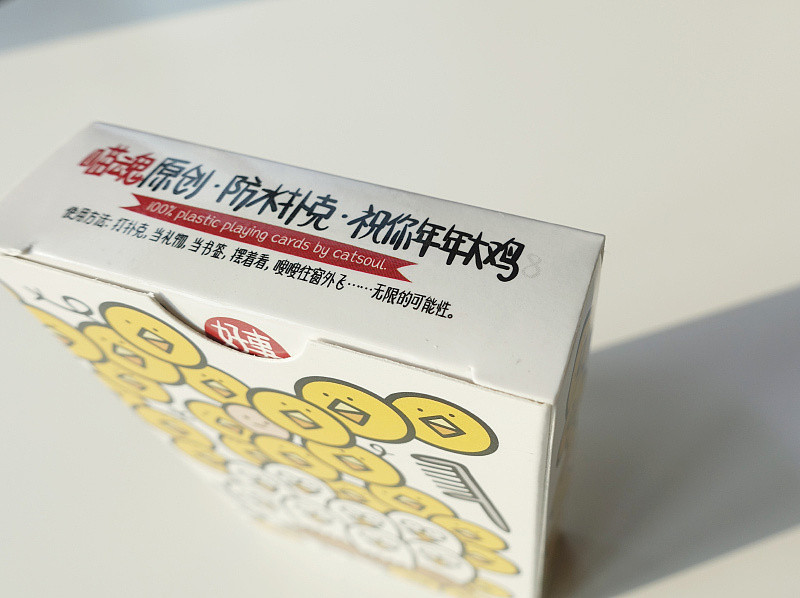 喵魂原创·防水扑克·祝你年年大鸡
100% plastic playing cards by catsoul.
使用方法: 打扑克, 当礼物, 当书签, 摆着看, 嗖嗖往窗外飞……无限的可能性。
好事